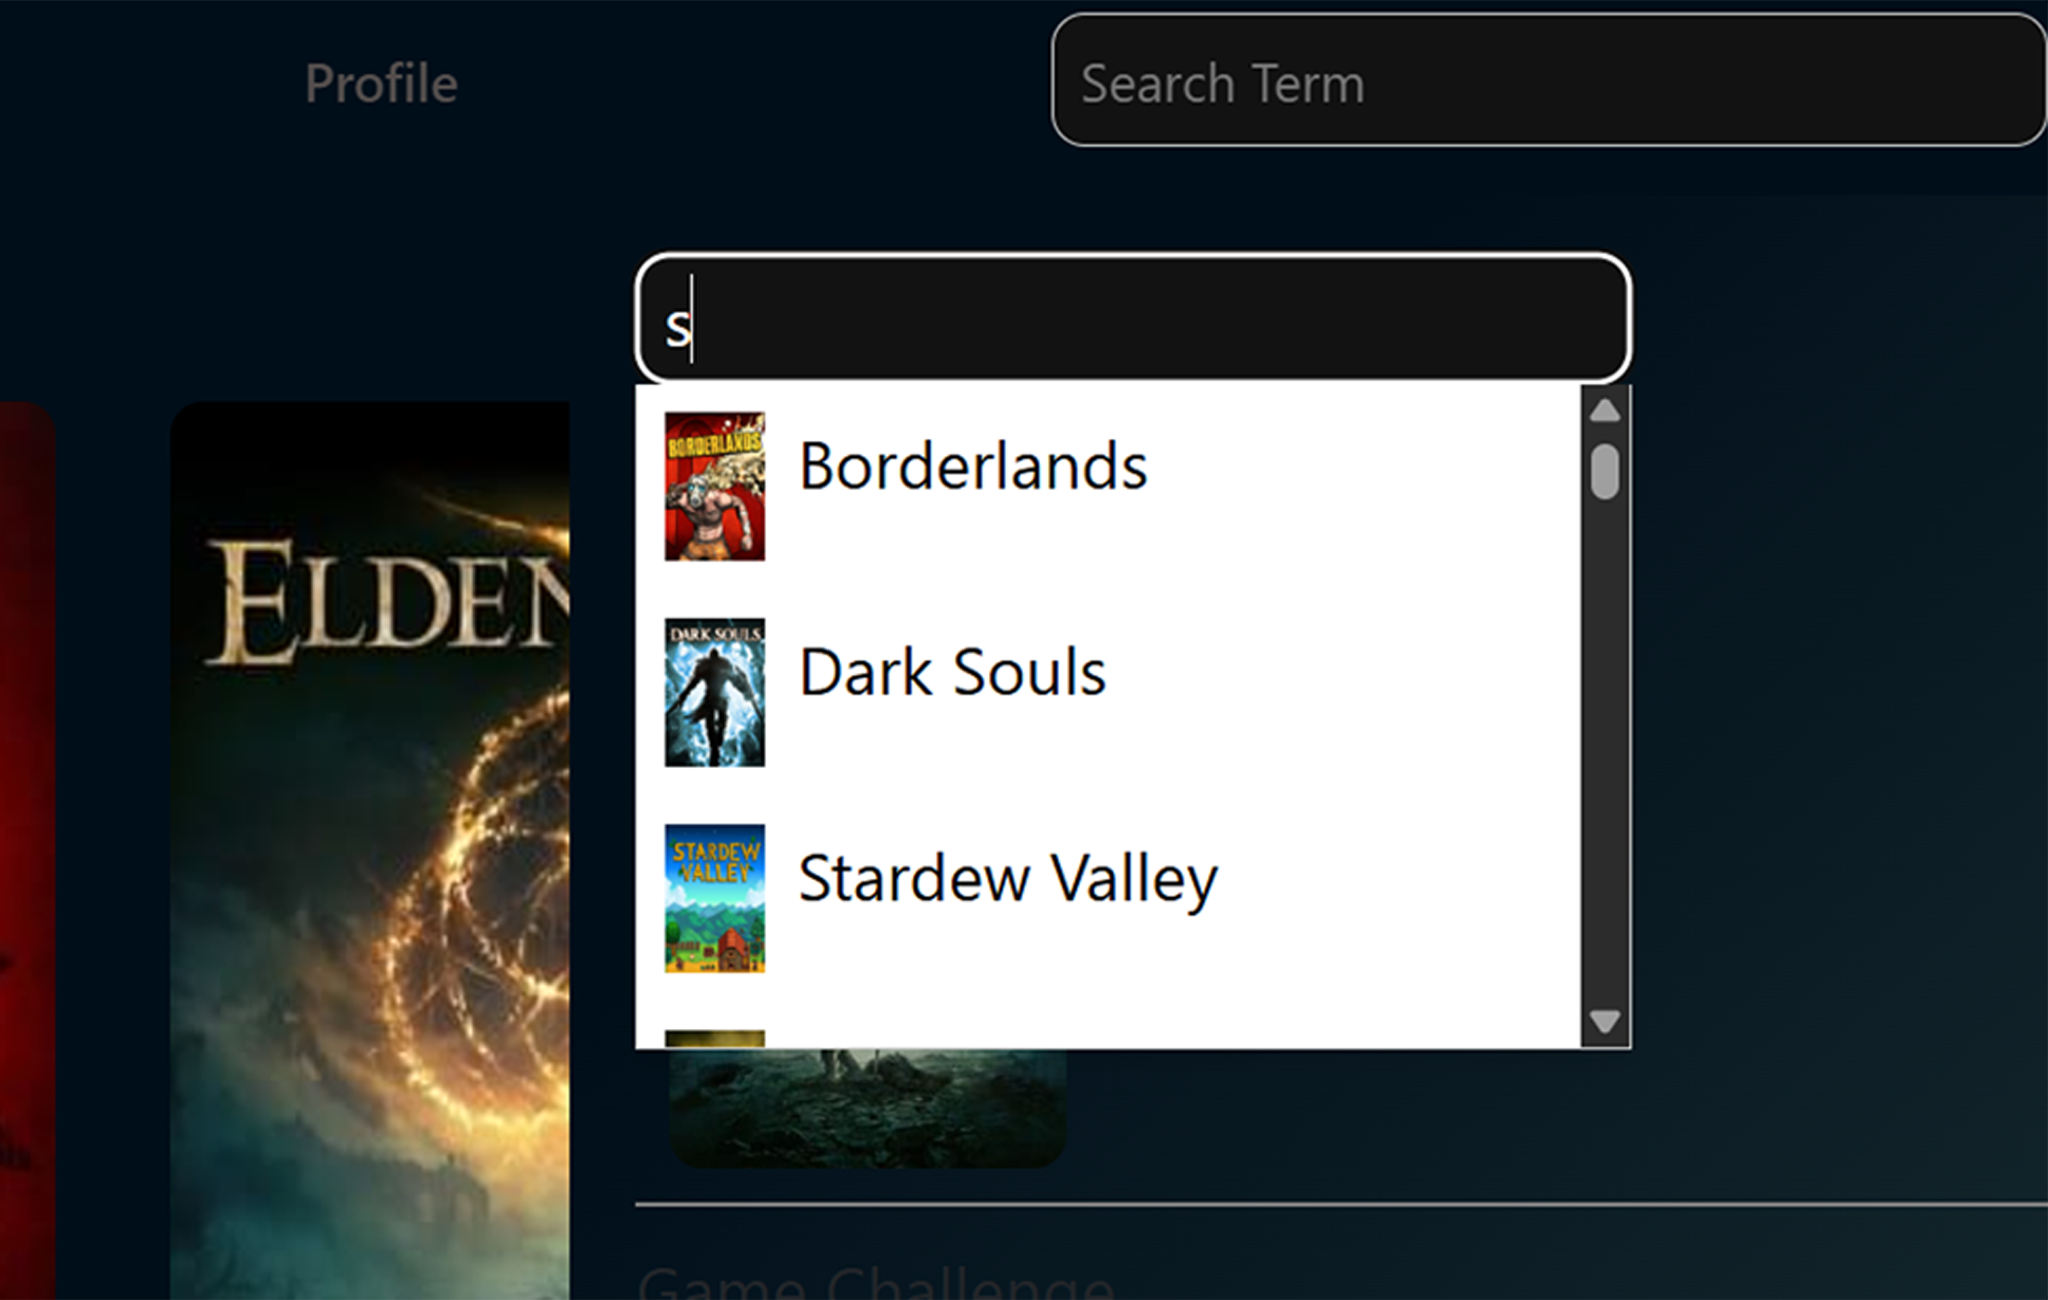 Profile
Search Term
s
BORDERLANDS
Borderlands
ELDEN
DARK SOULS
Dark Souls
STARDEW
VALLEY
Stardew Valley
Game Challenge